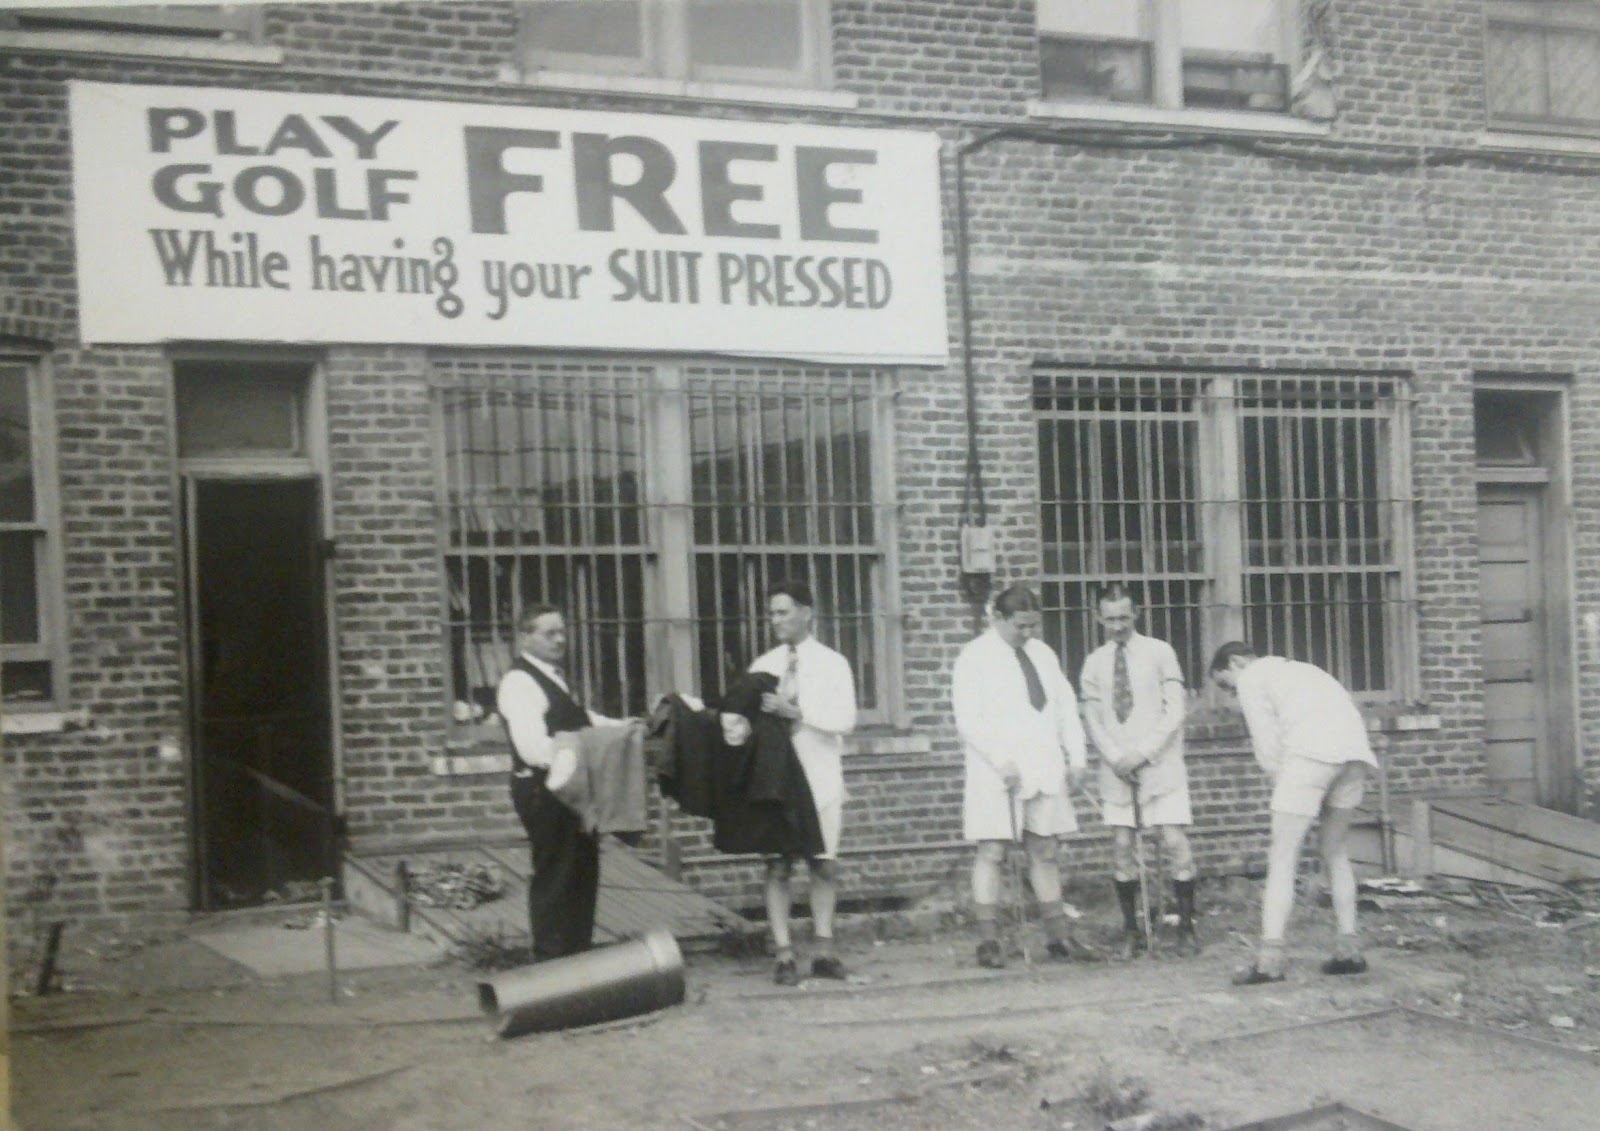 PLAY GOLF FREE
While having your SUIT PRESSED